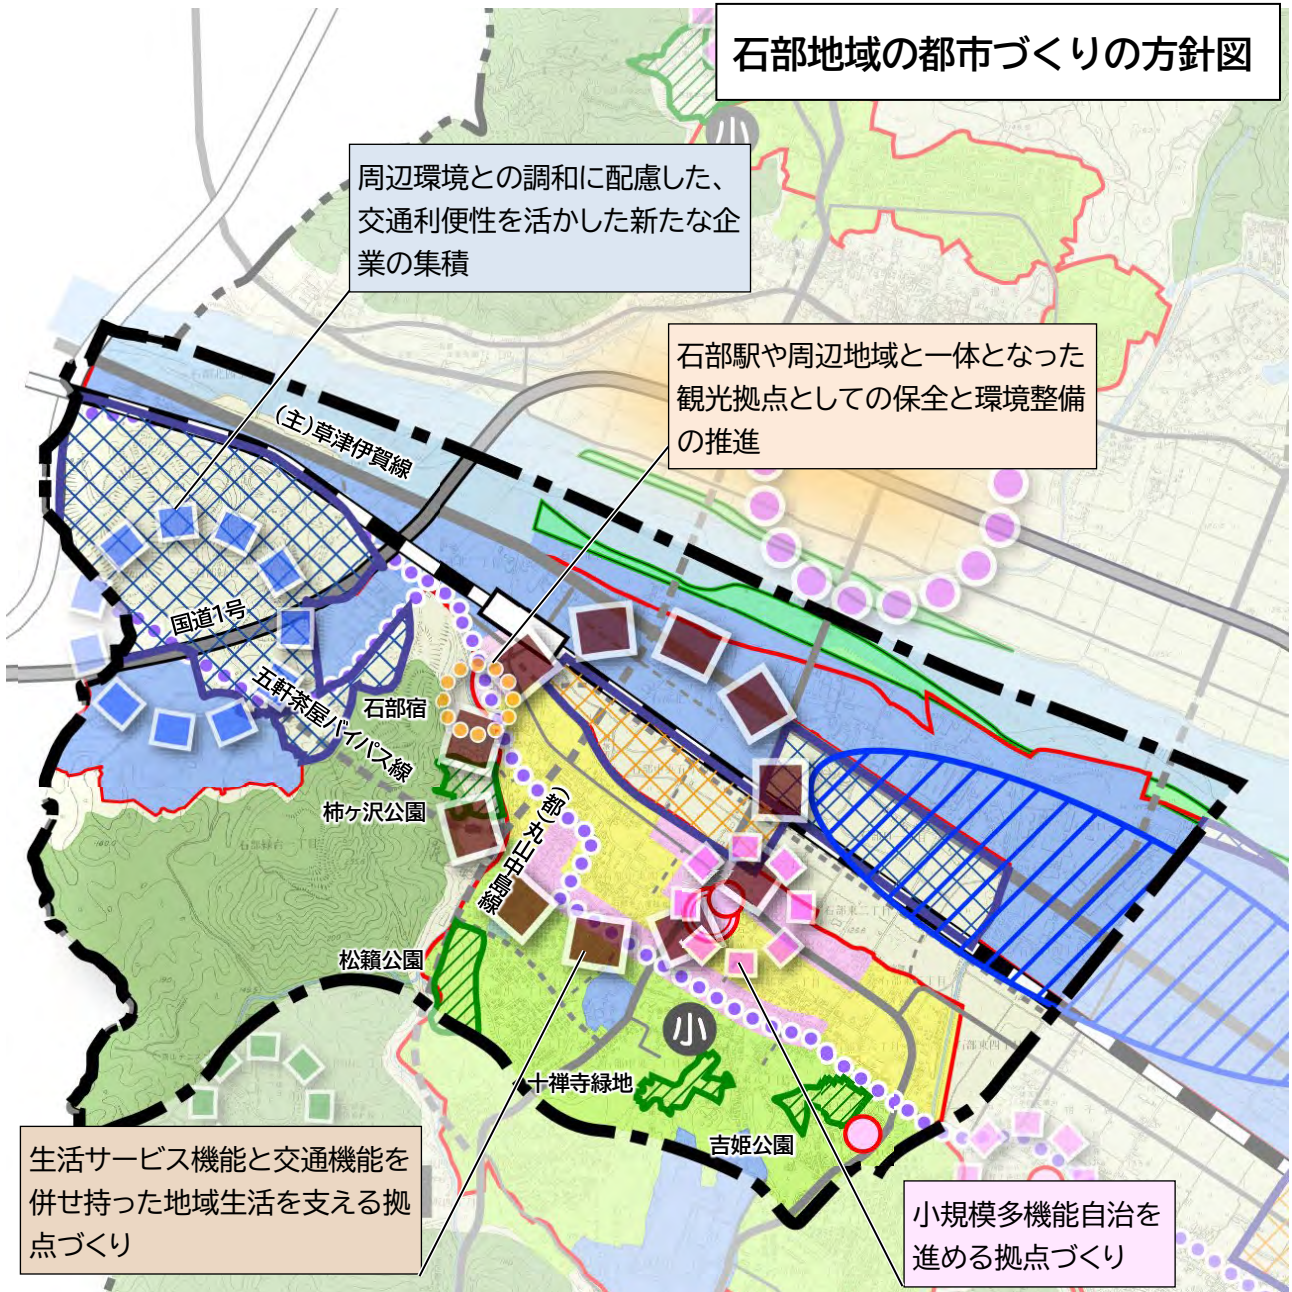 石部地域の都市づくりの方針図
小
周辺環境との調和に配慮した、
交通利便性を活かした新たな企
業の集積
石部駅や周辺地域と一体となった
観光拠点としての保全と環境整備
の推進
(主)草津伊賀線
国道1号
五軒茶屋バイパス線
石部宿
柿ヶ沢公園
(都)丸山中島線
松籟公園
小
十禅寺緑地
吉姫公園
生活サービス機能と交通機能を
併せ持った地域生活を支える拠
点づくり
小規模多機能自治を
進める拠点づくり